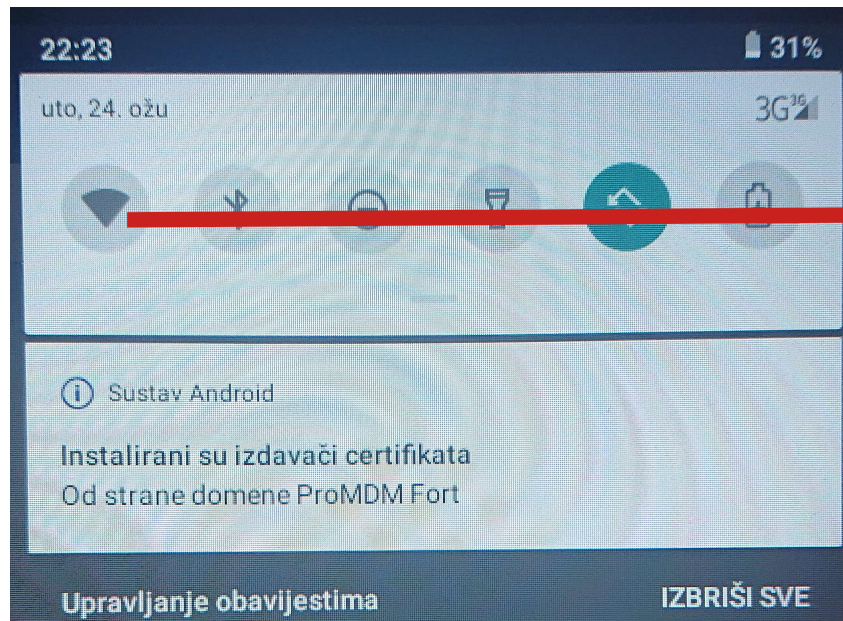 22:23
31%
uto, 24. ožu
3G 3G
Sustav Android
Instalirani su izdavači certifikata
Od strane domene ProMDM Fort
Upravljanje obavijestima
IZBRIŠI SVE